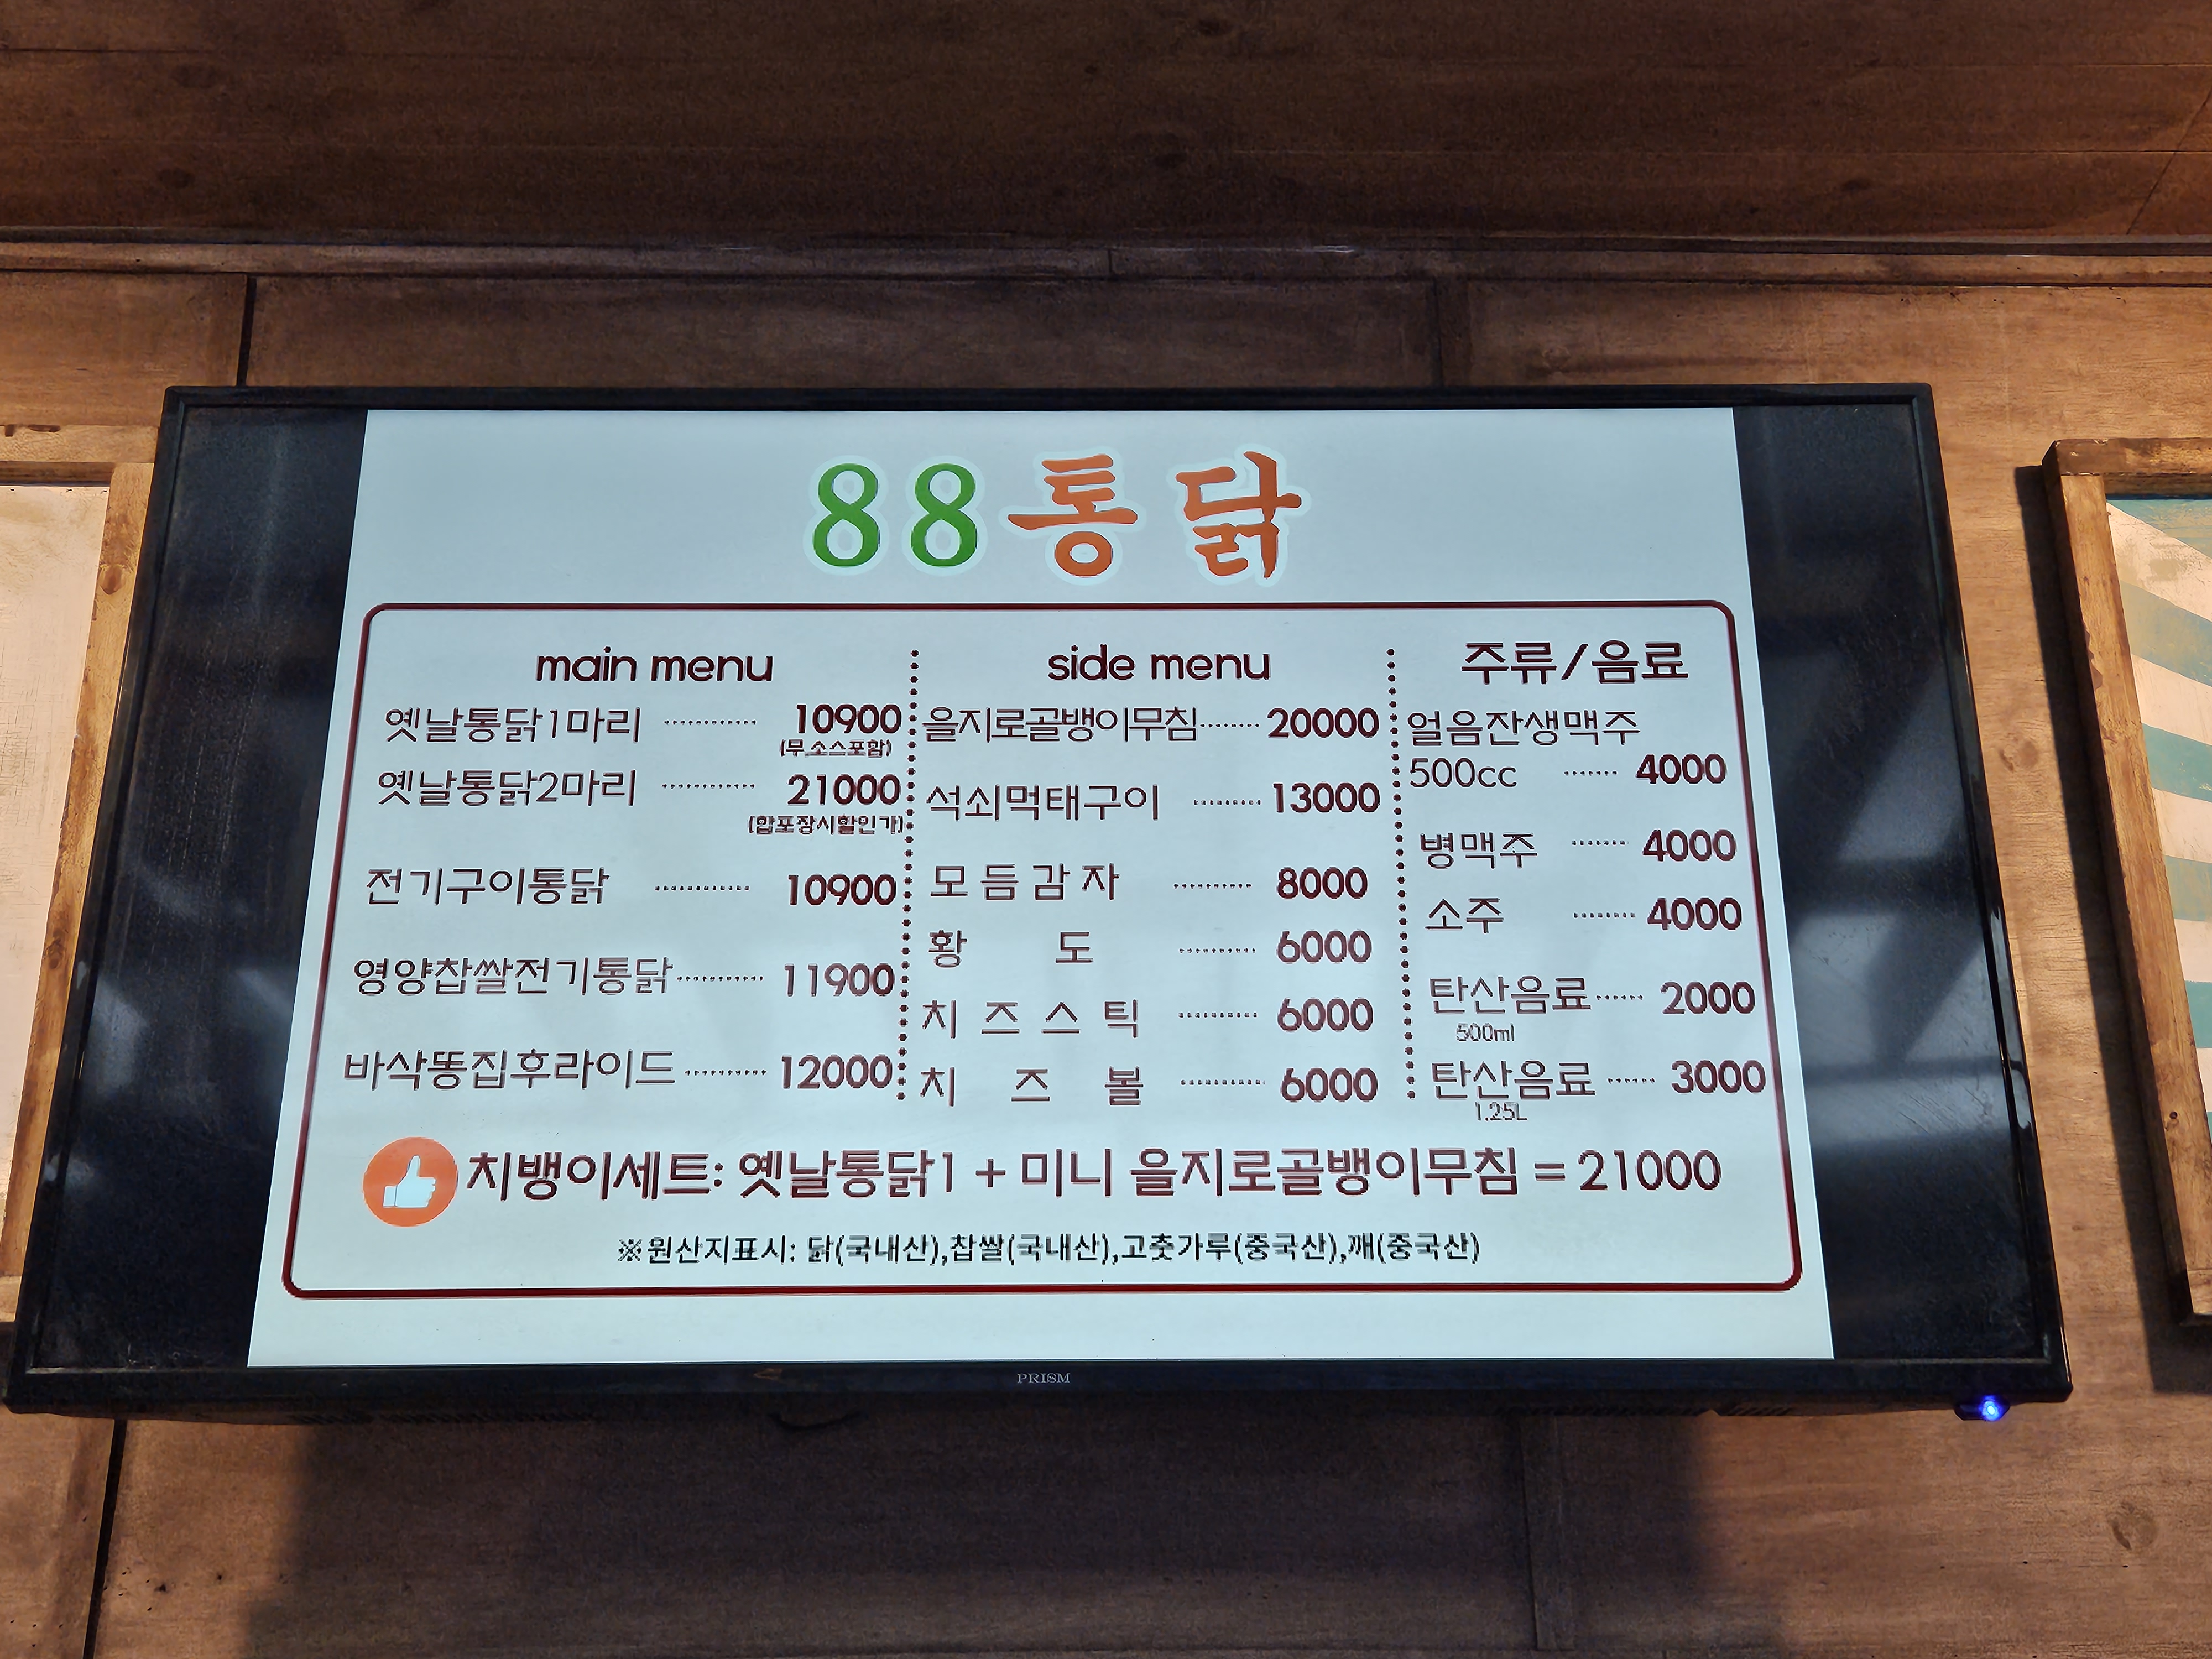 88통닭
main menu
옛날통닭1마리 ············ 10900
(무,소스포함)
옛날통닭2마리 ············ 21000
(합포장시할인가)
전기구이통닭 ············ 10900
영양찹쌀전기통닭 ············ 11900
바삭똥집후라이드 ············ 12000
side menu
을지로골뱅이무침 ········ 20000
석쇠먹태구이 ·········· 13000
모듬감자 ·········· 8000
황 도 ·········· 6000
치즈스틱 ·········· 6000
치 즈 볼 ·········· 6000
주류/음료
얼음잔생맥주
500cc ······· 4000
병맥주 ······· 4000
소주 ········ 4000
탄산음료 ······ 2000
500ml
탄산음료 ······ 3000
1.25L
치뱅이세트: 옛날통닭1 + 미니 을지로골뱅이무침 = 21000
※원산지표시: 닭(국내산),찹쌀(국내산),고춧가루(중국산),깨(중국산)
PRISM